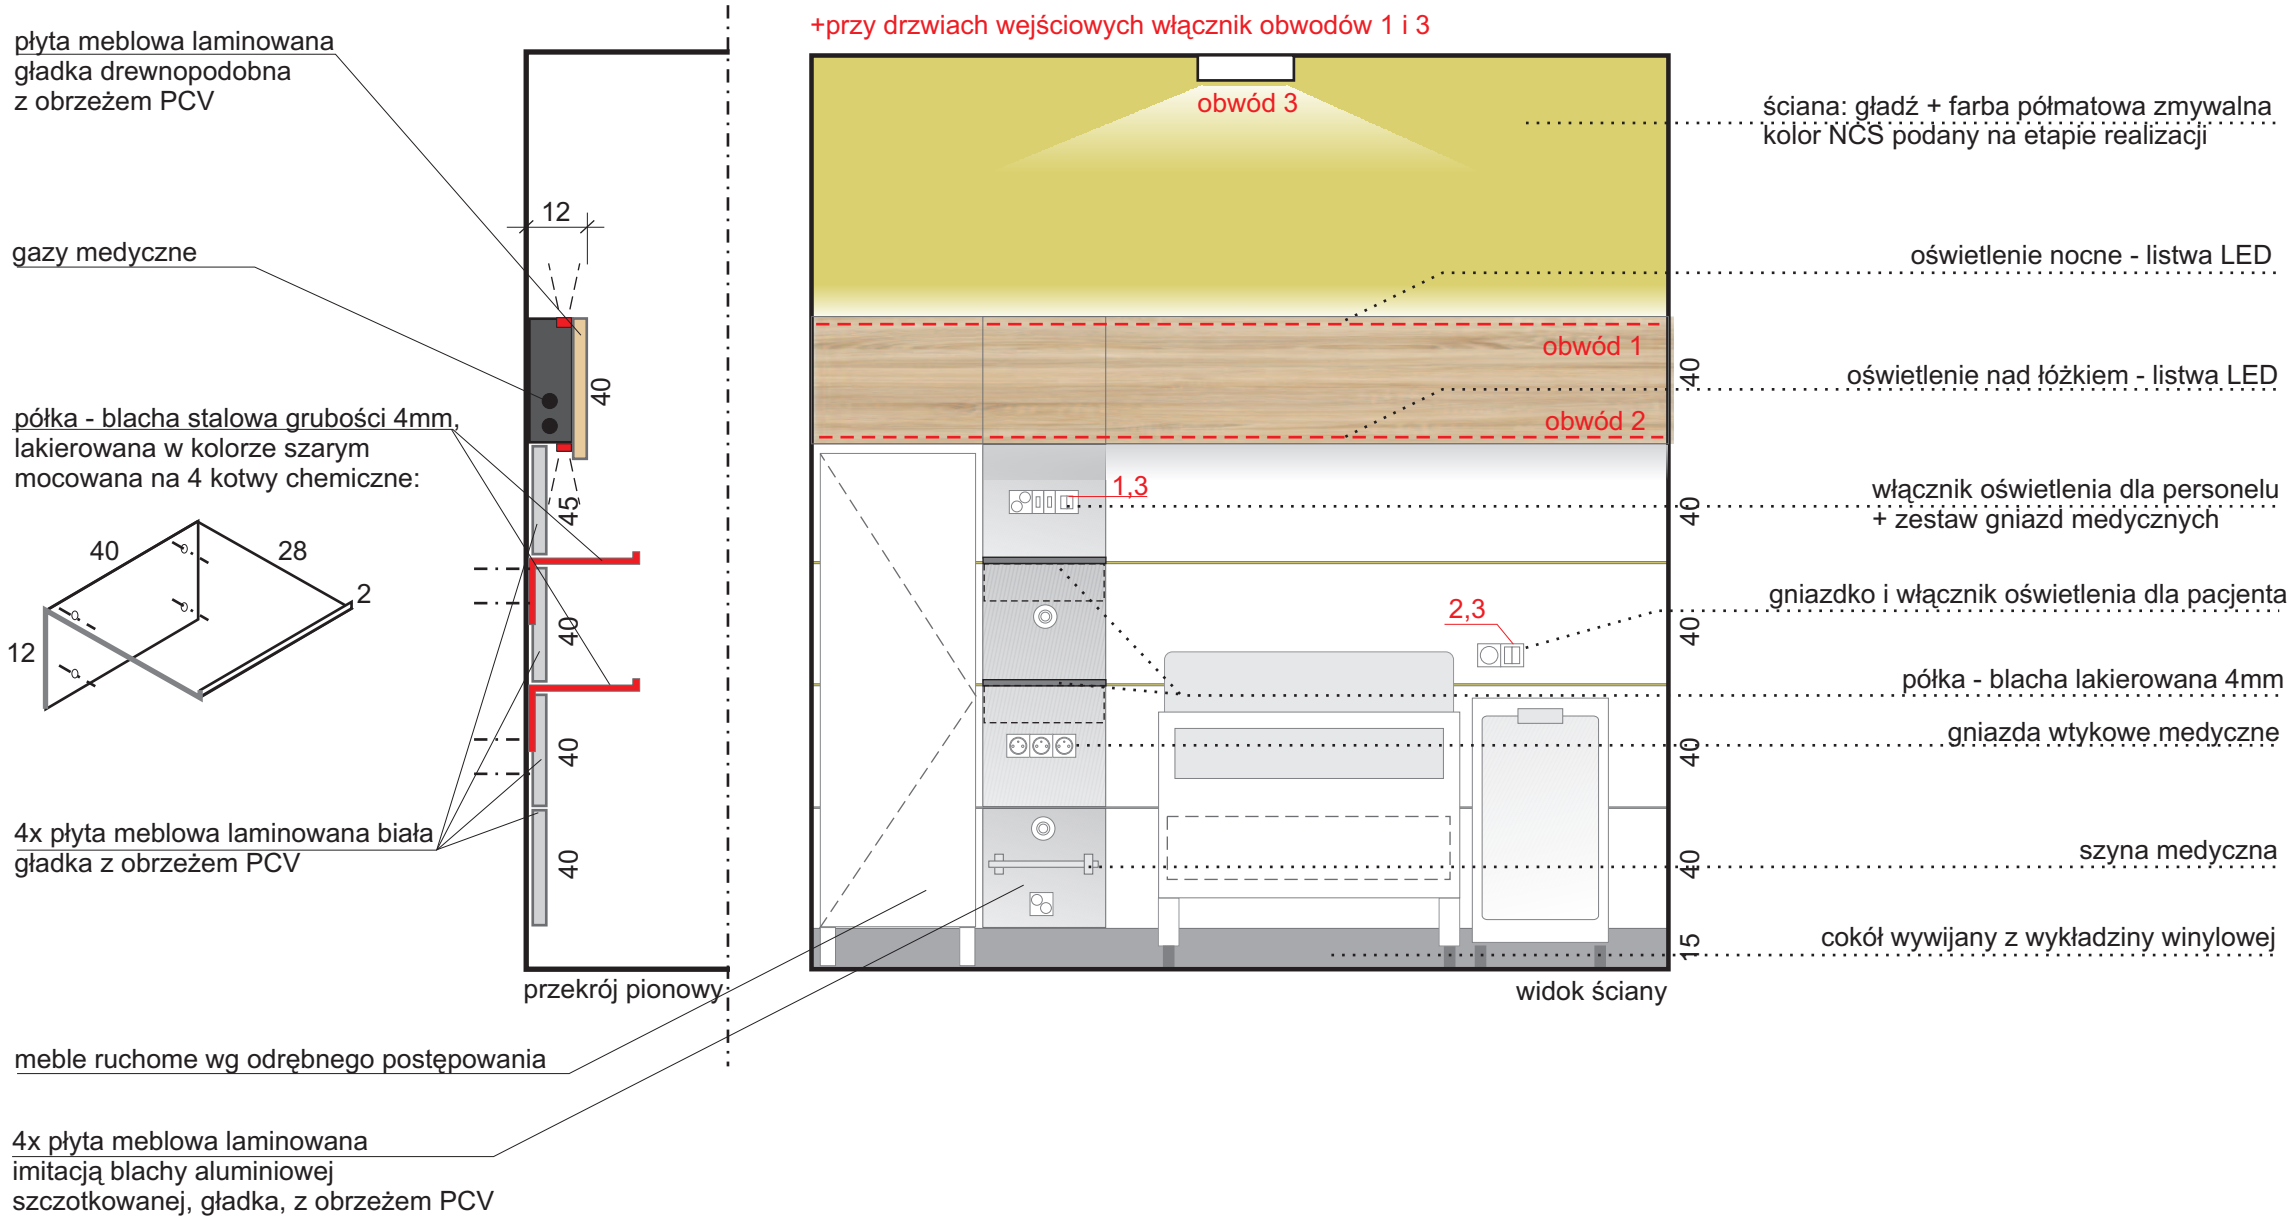 +przy drzwiach wejściowych włącznik obwodów 1 i 3
płyta meblowa laminowana
gładka drewnopodobna
z obrzeżem PCV
12
gazy medyczne
40
półka - blacha stalowa grubości 4mm,
lakierowana w kolorze szarym
mocowana na 4 kotwy chemiczne:
45
40
28
2
12
40
40
40
4x płyta meblowa laminowana biała
gładka z obrzeżem PCV
przekrój pionowy
meble ruchome wg odrębnego postępowania
4x płyta meblowa laminowana
imitacją blachy aluminiowej
szczotkowanej, gładka, z obrzeżem PCV
obwód 3
obwód 1
obwód 2
1,3
2,3
40
40
40
40
40
15
widok ściany
ściana: gładź + farba półmatowa zmywalna
kolor NCS podany na etapie realizacji
oświetlenie nocne - listwa LED
oświetlenie nad łóżkiem - listwa LED
włącznik oświetlenia dla personelu
+ zestaw gniazd medycznych
gniazdko i włącznik oświetlenia dla pacjenta
półka - blacha lakierowana 4mm
gniazda wtykowe medyczne
szyna medyczna
cokół wywijany z wykładziny winylowej